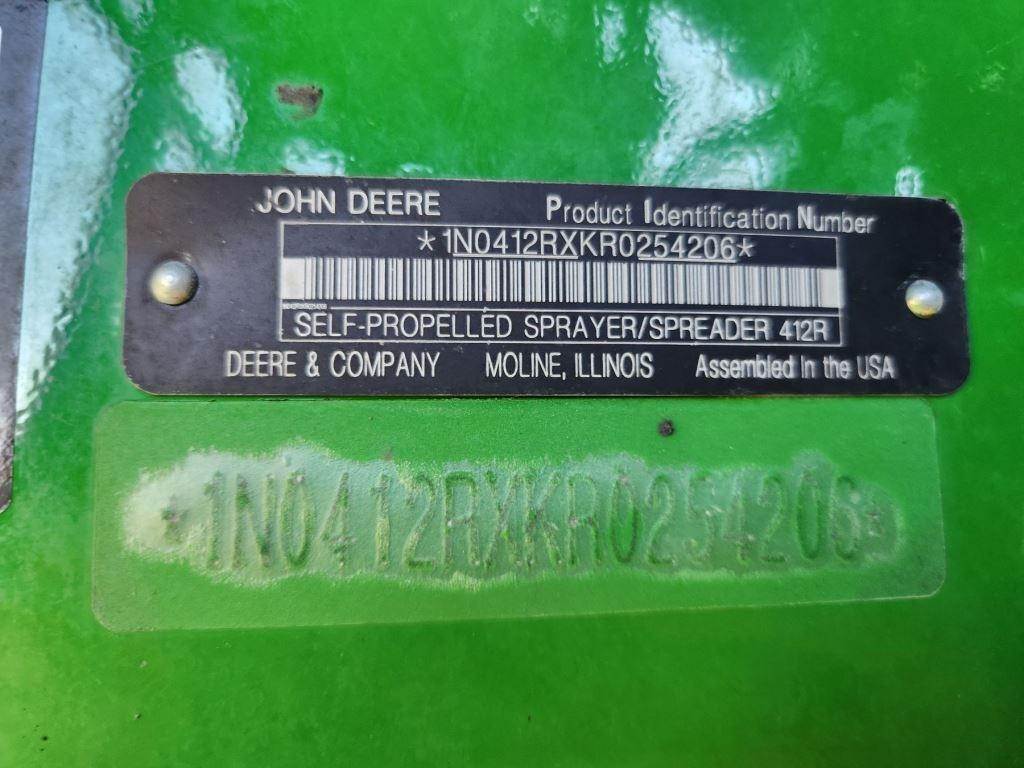 JOHN DEERE Product Identification Number
*1N0412RXKR0254206*
SELF-PROPELLED SPRAYER/SPREADER 412R
DEERE & COMPANY MOLINE, ILLINOIS Assembled In the USA
*1N0412RXKR0254206*